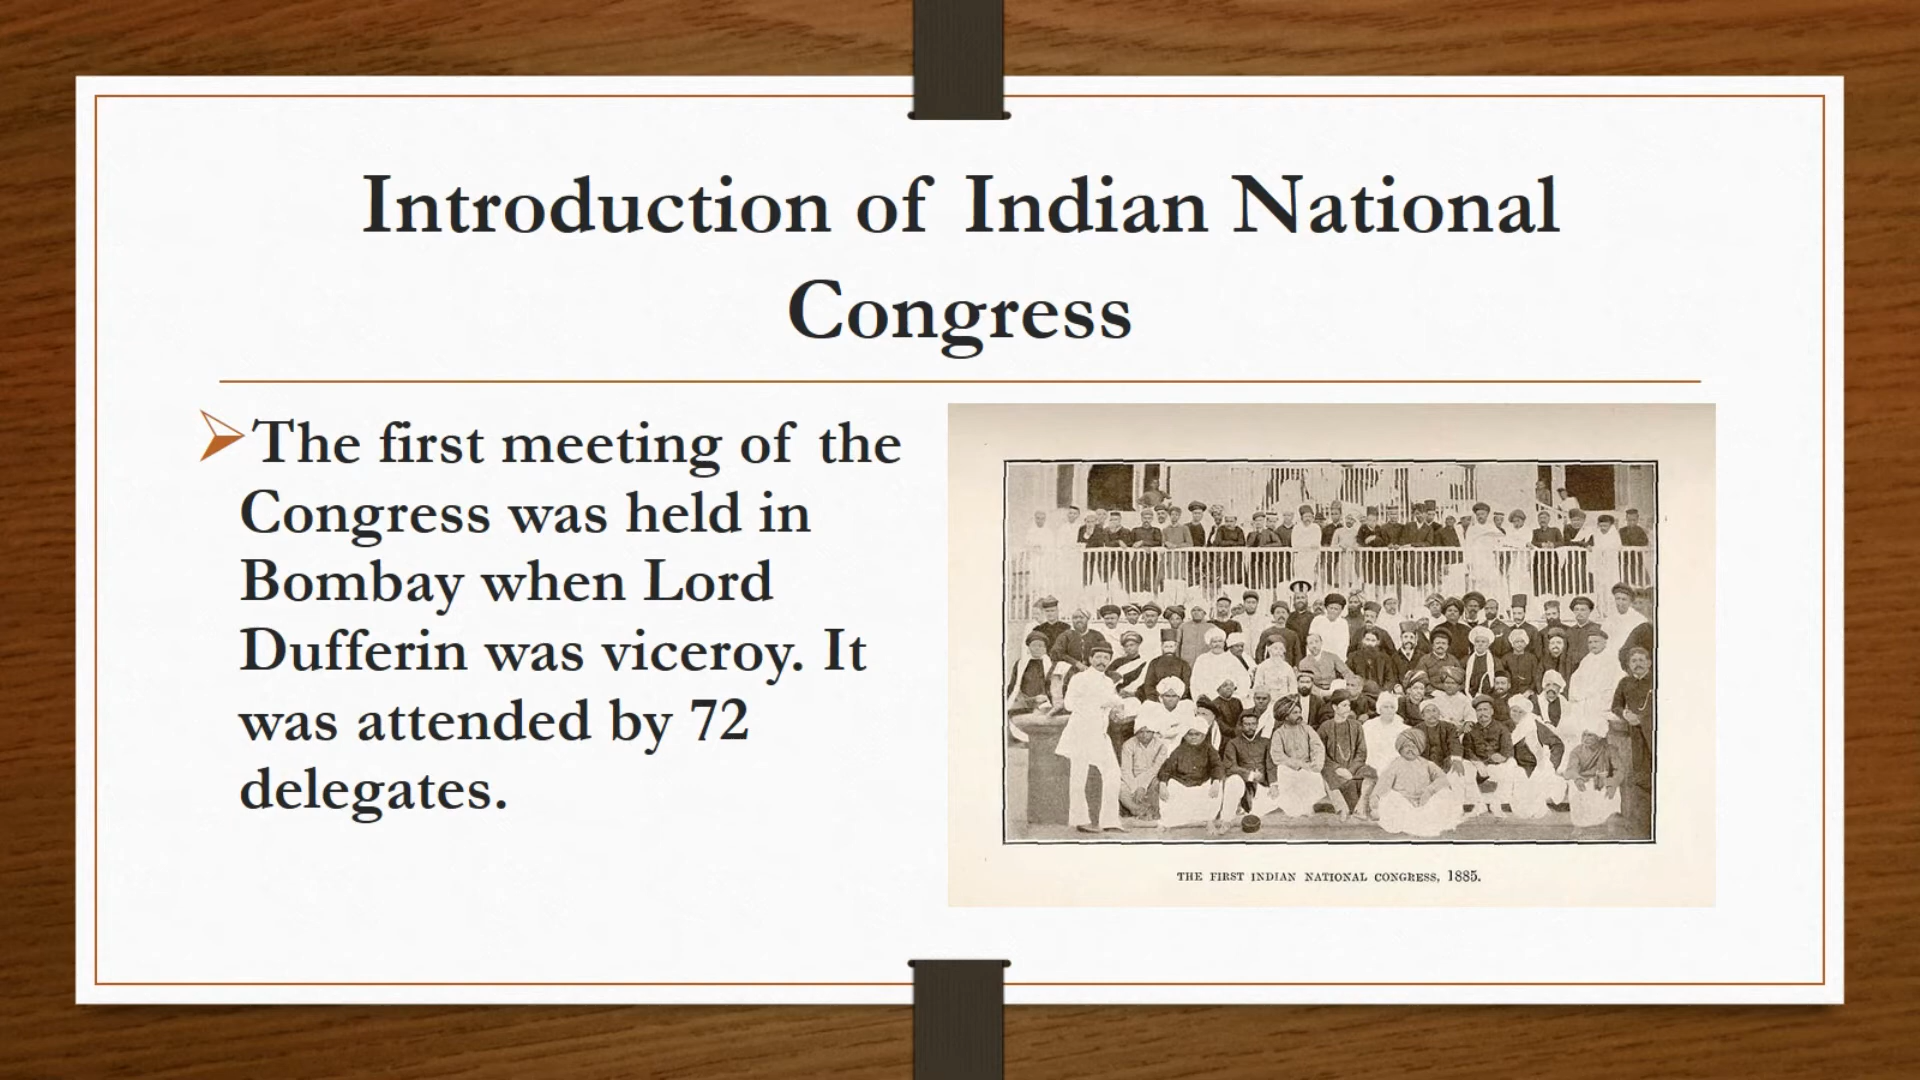 Introduction of Indian National
Congress
The first meeting of the
Congress was held in
Bombay when Lord
Dufferin was viceroy. It
was attended by 72
delegates.
THE FIRST INDIAN NATIONAL CONGRESS, 1885.